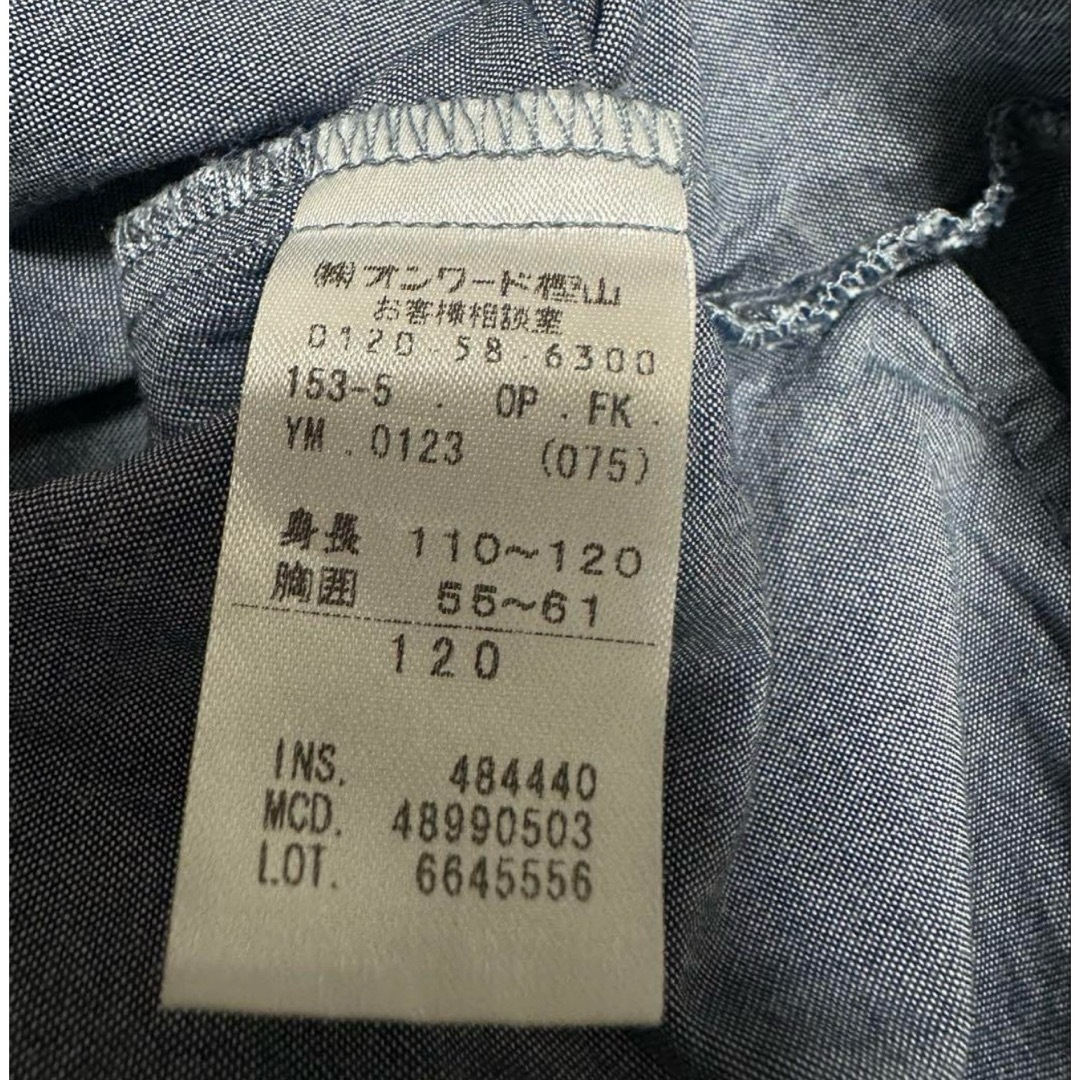 ㈱オンワード樫山
お客様相談室
0120.58.6300
153-5 . OP . FK .
YM . 0123 (075)
身長 110～120
胸囲 55～61
120
INS. 484440
MCD. 48990503
LOT. 6645556